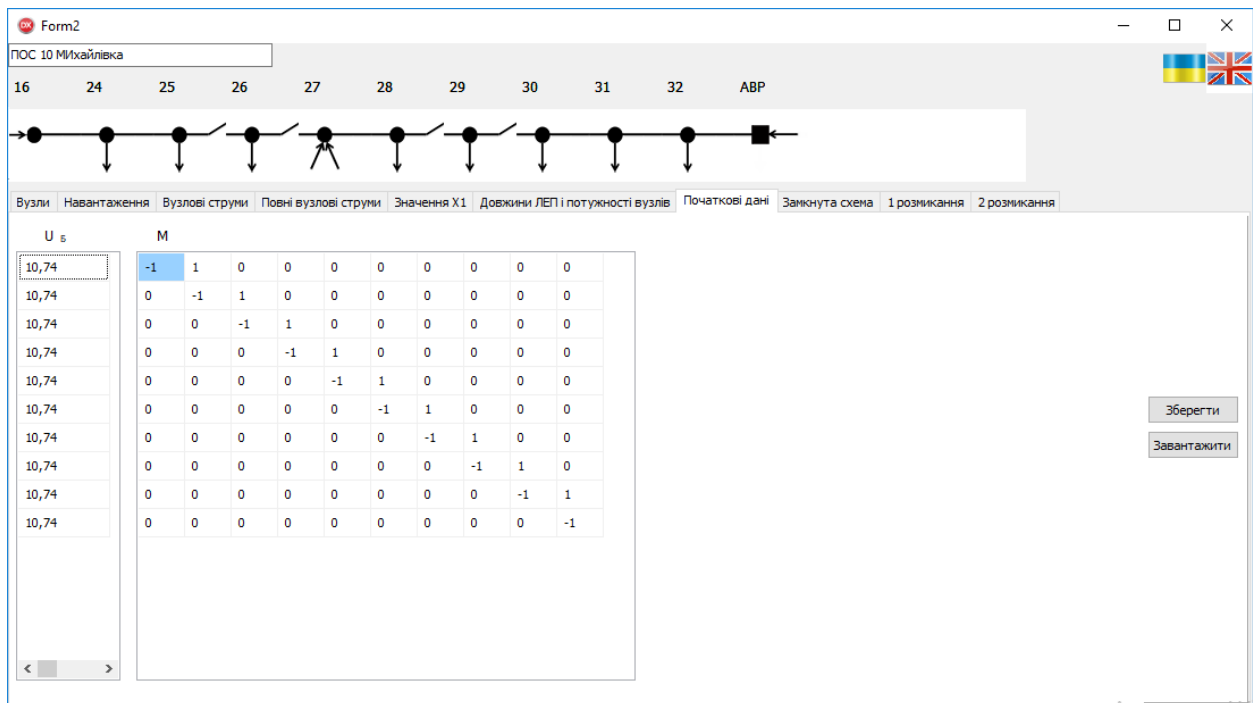 DX Form2
ПОС 10 МИхайлівка
16 24 25 26 27 28 29 30 31 32 АВР
Вузли Навантаження Вузлові струми Повні вузлові струми Значення X1 Довжини ЛЕП і потужності вузлів Початкові дані Замкнута схема 1 розмикання 2 розмикання
U Б М
10,74 -1 1 0 0 0 0 0 0 0 0
10,74 0 -1 1 0 0 0 0 0 0 0
10,74 0 0 -1 1 0 0 0 0 0 0
10,74 0 0 0 -1 1 0 0 0 0 0
10,74 0 0 0 0 -1 1 0 0 0 0
10,74 0 0 0 0 0 -1 1 0 0 0
Зберегти
10,74 0 0 0 0 0 0 -1 1 0 0
Завантажити
10,74 0 0 0 0 0 0 0 -1 1 0
10,74 0 0 0 0 0 0 0 0 -1 1
10,74 0 0 0 0 0 0 0 0 0 -1